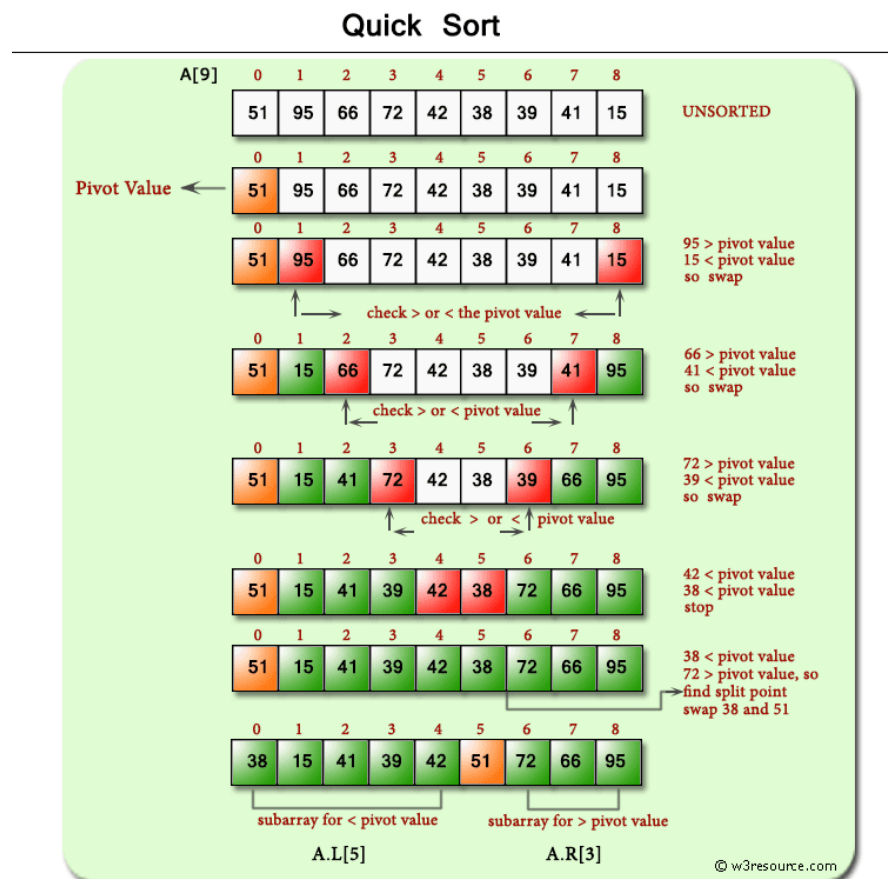 Quick Sort
A[9] 0 1 2 3 4 5 6 7 8
51 95 66 72 42 38 39 41 15 UNSORTED
0 1 2 3 4 5 6 7 8
Pivot Value 51 95 66 72 42 38 39 41 15
0 1 2 3 4 5 6 7 8
51 95 66 72 42 38 39 41 15
95 > pivot value
15 < pivot value
so swap
check > or < the pivot value
0 1 2 3 4 5 6 7 8
51 15 66 72 42 38 39 41 95
66 > pivot value
41 < pivot value
so swap
check > or < pivot value
0 1 2 3 4 5 6 7 8
51 15 41 72 42 38 39 66 95
72 > pivot value
39 < pivot value
so swap
check > or < pivot value
0 1 2 3 4 5 6 7 8
51 15 41 39 42 38 72 66 95
42 < pivot value
38 < pivot value
stop
0 1 2 3 4 5 6 7 8
51 15 41 39 42 38 72 66 95
38 < pivot value
72 > pivot value, so
find split point
swap 38 and 51
0 1 2 3 4 5 6 7 8
38 15 41 39 42 51 72 66 95
subarray for < pivot value subarray for > pivot value
A.L[5] A.R[3]
© w3resource.com